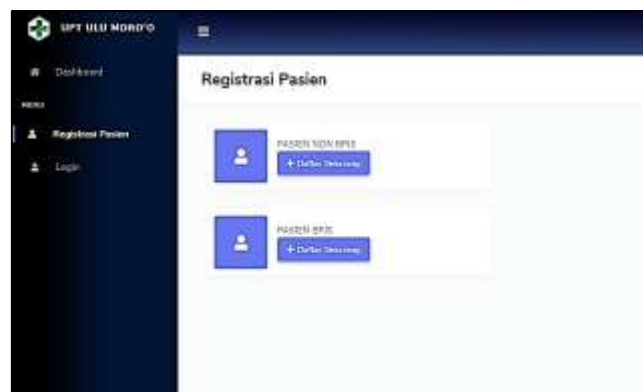 UPT ULU MORO'O
Dashboard
MENU
Registrasi Pasien
Login
Registrasi Pasien
PASIEN NON BPJS
+ Daftar Sekarang
PASIEN BPJS
+ Daftar Sekarang